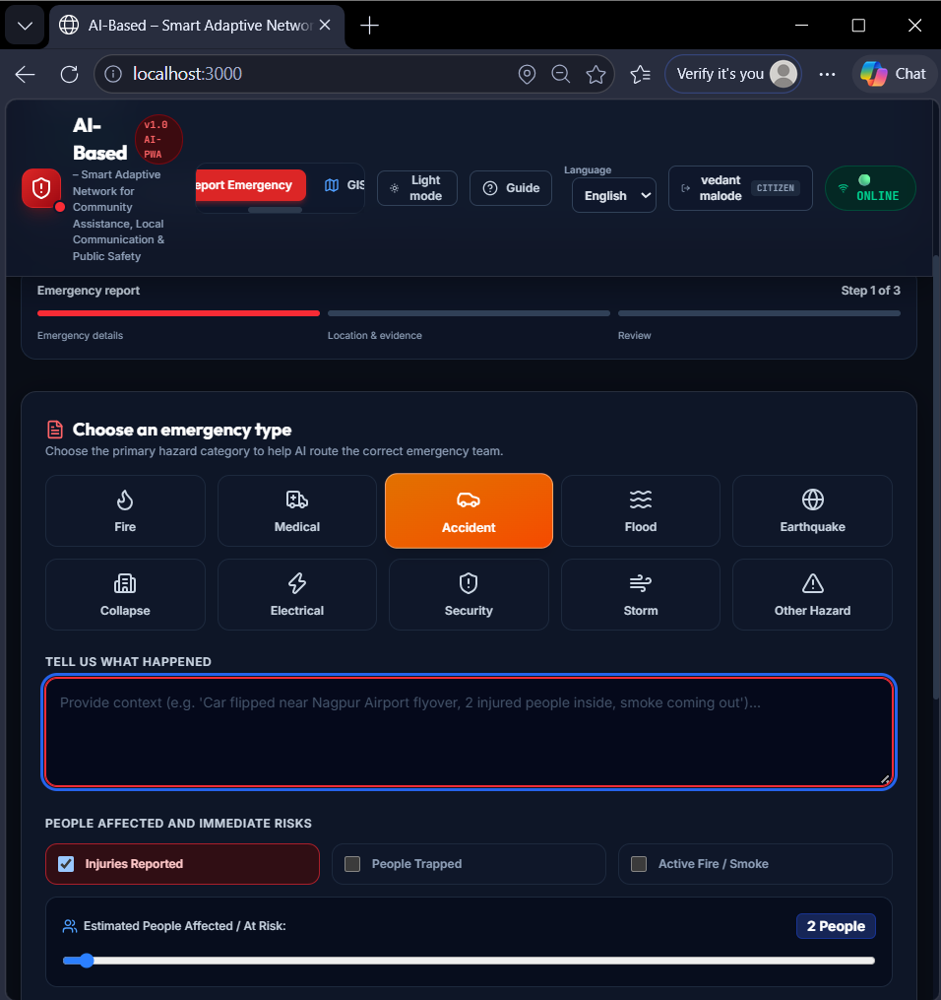 AI-Based – Smart Adaptive Netwo
localhost:3000
Verify it's you
Chat
AI-
Based
v1.0
AI-
PWA
– Smart Adaptive
Network for
Community
Assistance, Local
Communication &
Public Safety
eport Emergency
GIS
Light
mode
Guide
Language
English
vedant
malode
CITIZEN
ONLINE
Emergency report
Step 1 of 3
Emergency details
Location & evidence
Review
Choose an emergency type
Choose the primary hazard category to help AI route the correct emergency team.
Fire
Medical
Accident
Flood
Earthquake
Collapse
Electrical
Security
Storm
Other Hazard
TELL US WHAT HAPPENED
Provide context (e.g. 'Car flipped near Nagpur Airport flyover, 2 injured people inside, smoke coming out')...
PEOPLE AFFECTED AND IMMEDIATE RISKS
Injuries Reported
People Trapped
Active Fire / Smoke
Estimated People Affected / At Risk:
2 People